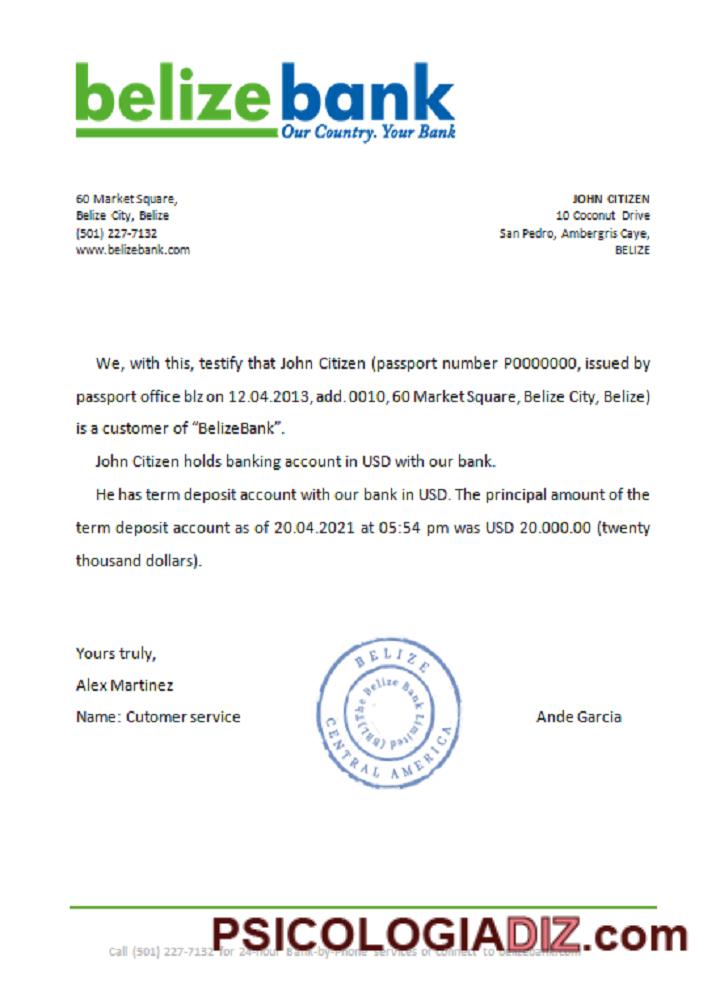 belizebank
Our Country. Your Bank
60 Market Square,
Belize City, Belize
(501) 227-7132
www.belizebank.com
JOHN CITIZEN
10 Coconut Drive
San Pedro, Ambergris Caye,
BELIZE
We, with this, testify that John Citizen (passport number P0000000, issued by
passport office blz on 12.04.2013, add. 0010, 60 Market Square, Belize City, Belize)
is a customer of “BelizeBank”.
John Citizen holds banking account in USD with our bank.
He has term deposit account with our bank in USD. The principal amount of the
term deposit account as of 20.04.2021 at 05:54 pm was USD 20.000.00 (twenty
thousand dollars).
Yours truly,
Alex Martinez
Name: Cutomer service
BELIZE
CENTRAL AMERICA
The Belize Bank Limited (BBL)
Ande Garcia
PSICOLOGIADIZ.com
Call (501) 227-7132 for 24-hour Bank-by-Phone services or connect to belizebank.com